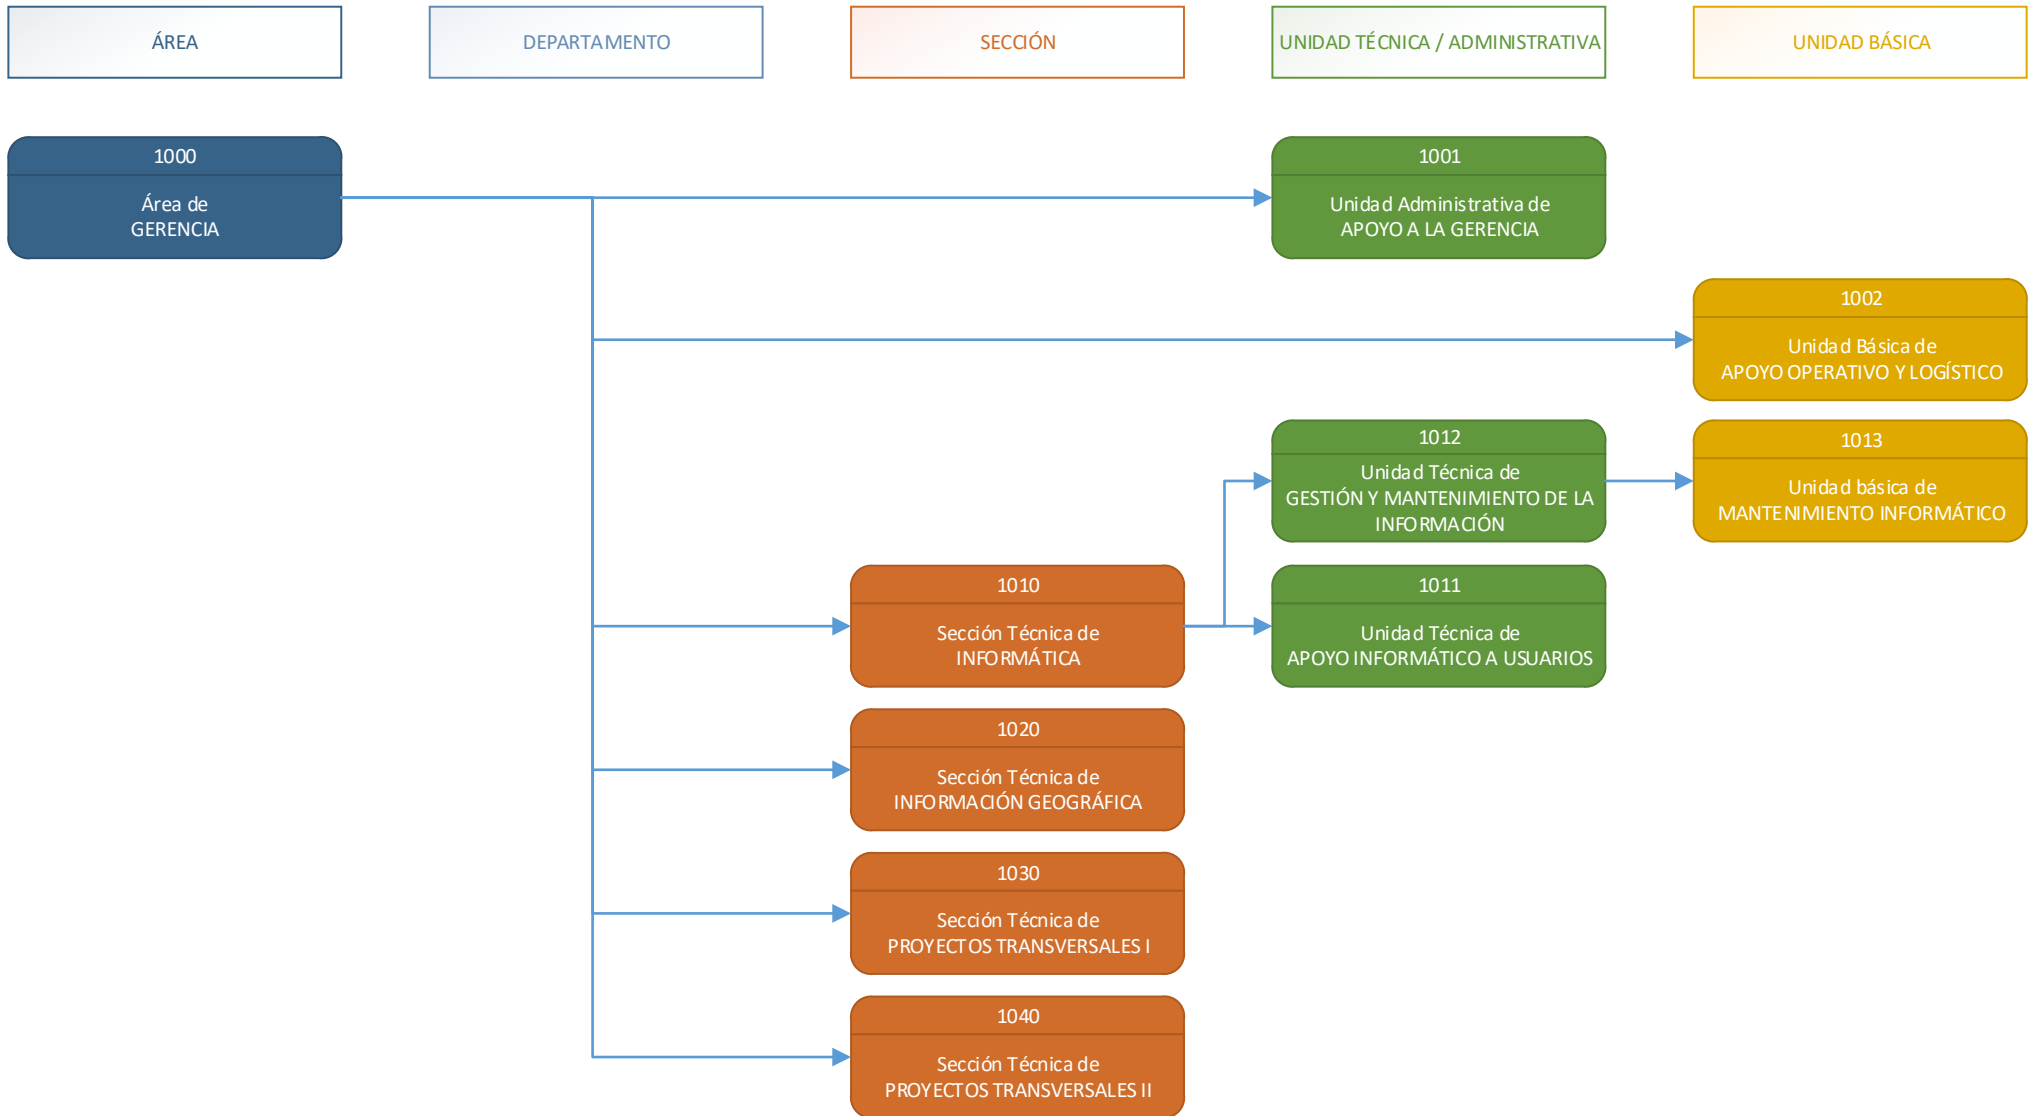 ÁREA
DEPARTAMENTO
SECCIÓN
UNIDAD TÉCNICA / ADMINISTRATIVA
UNIDAD BÁSICA
1000
Área de
GERENCIA
1001
Unidad Administrativa de
APOYO A LA GERENCIA
1002
Unidad Básica de
APOYO OPERATIVO Y LOGÍSTICO
1012
Unidad Técnica de
GESTIÓN Y MANTENIMIENTO DE LA
INFORMACIÓN
1013
Unidad básica de
MANTENIMIENTO INFORMÁTICO
1010
Sección Técnica de
INFORMÁTICA
1011
Unidad Técnica de
APOYO INFORMÁTICO A USUARIOS
1020
Sección Técnica de
INFORMACIÓN GEOGRÁFICA
1030
Sección Técnica de
PROYECTOS TRANSVERSALES I
1040
Sección Técnica de
PROYECTOS TRANSVERSALES II